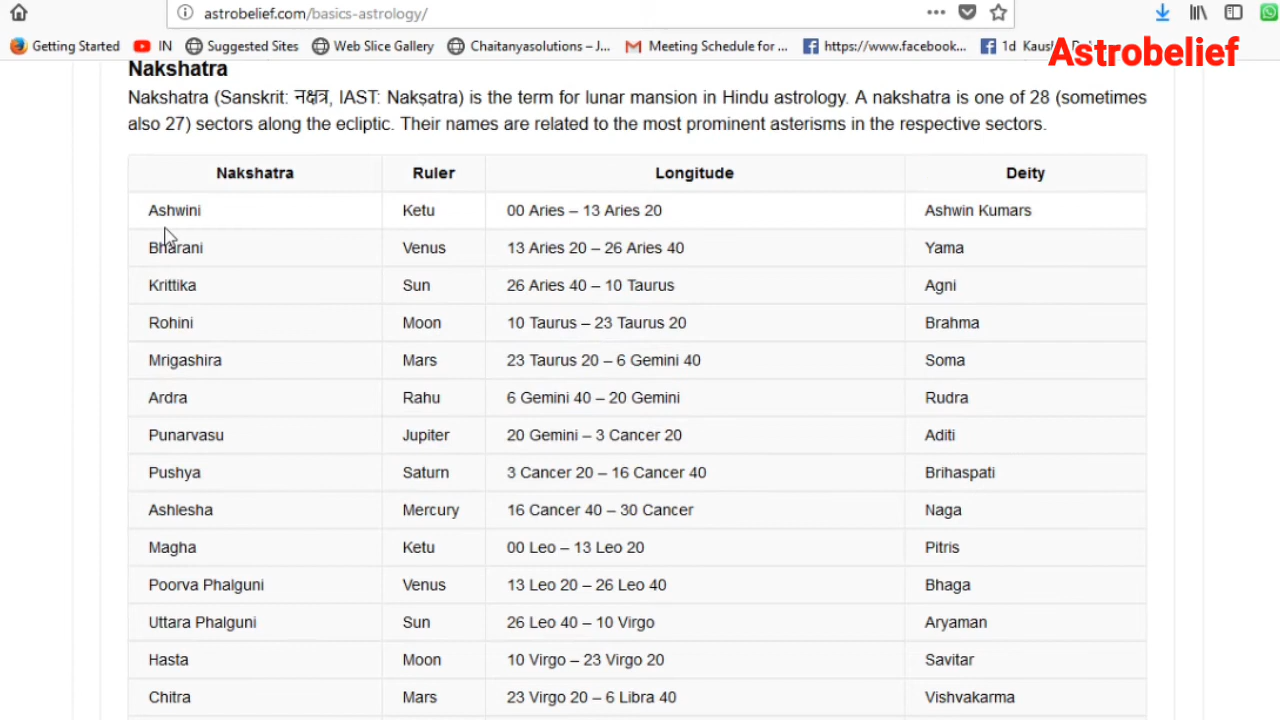 astrobelief.com/basics-astrology/
Getting Started IN Suggested Sites Web Slice Gallery Chaitanyasolutions – J... Meeting Schedule for ... https://www.facebook... 1d
Astrobelief
Nakshatra
Nakshatra (Sanskrit: नक्षत्र, IAST: Nakṣatra) is the term for lunar mansion in Hindu astrology. A nakshatra is one of 28 (sometimes
also 27) sectors along the ecliptic. Their names are related to the most prominent asterisms in the respective sectors.
Nakshatra Ruler Longitude Deity
Ashwini Ketu 00 Aries – 13 Aries 20 Ashwin Kumars
Bharani Venus 13 Aries 20 – 26 Aries 40 Yama
Krittika Sun 26 Aries 40 – 10 Taurus Agni
Rohini Moon 10 Taurus – 23 Taurus 20 Brahma
Mrigashira Mars 23 Taurus 20 – 6 Gemini 40 Soma
Ardra Rahu 6 Gemini 40 – 20 Gemini Rudra
Punarvasu Jupiter 20 Gemini – 3 Cancer 20 Aditi
Pushya Saturn 3 Cancer 20 – 16 Cancer 40 Brihaspati
Ashlesha Mercury 16 Cancer 40 – 30 Cancer Naga
Magha Ketu 00 Leo – 13 Leo 20 Pitris
Poorva Phalguni Venus 13 Leo 20 – 26 Leo 40 Bhaga
Uttara Phalguni Sun 26 Leo 40 – 10 Virgo Aryaman
Hasta Moon 10 Virgo – 23 Virgo 20 Savitar
Chitra Mars 23 Virgo 20 – 6 Libra 40 Vishvakarma